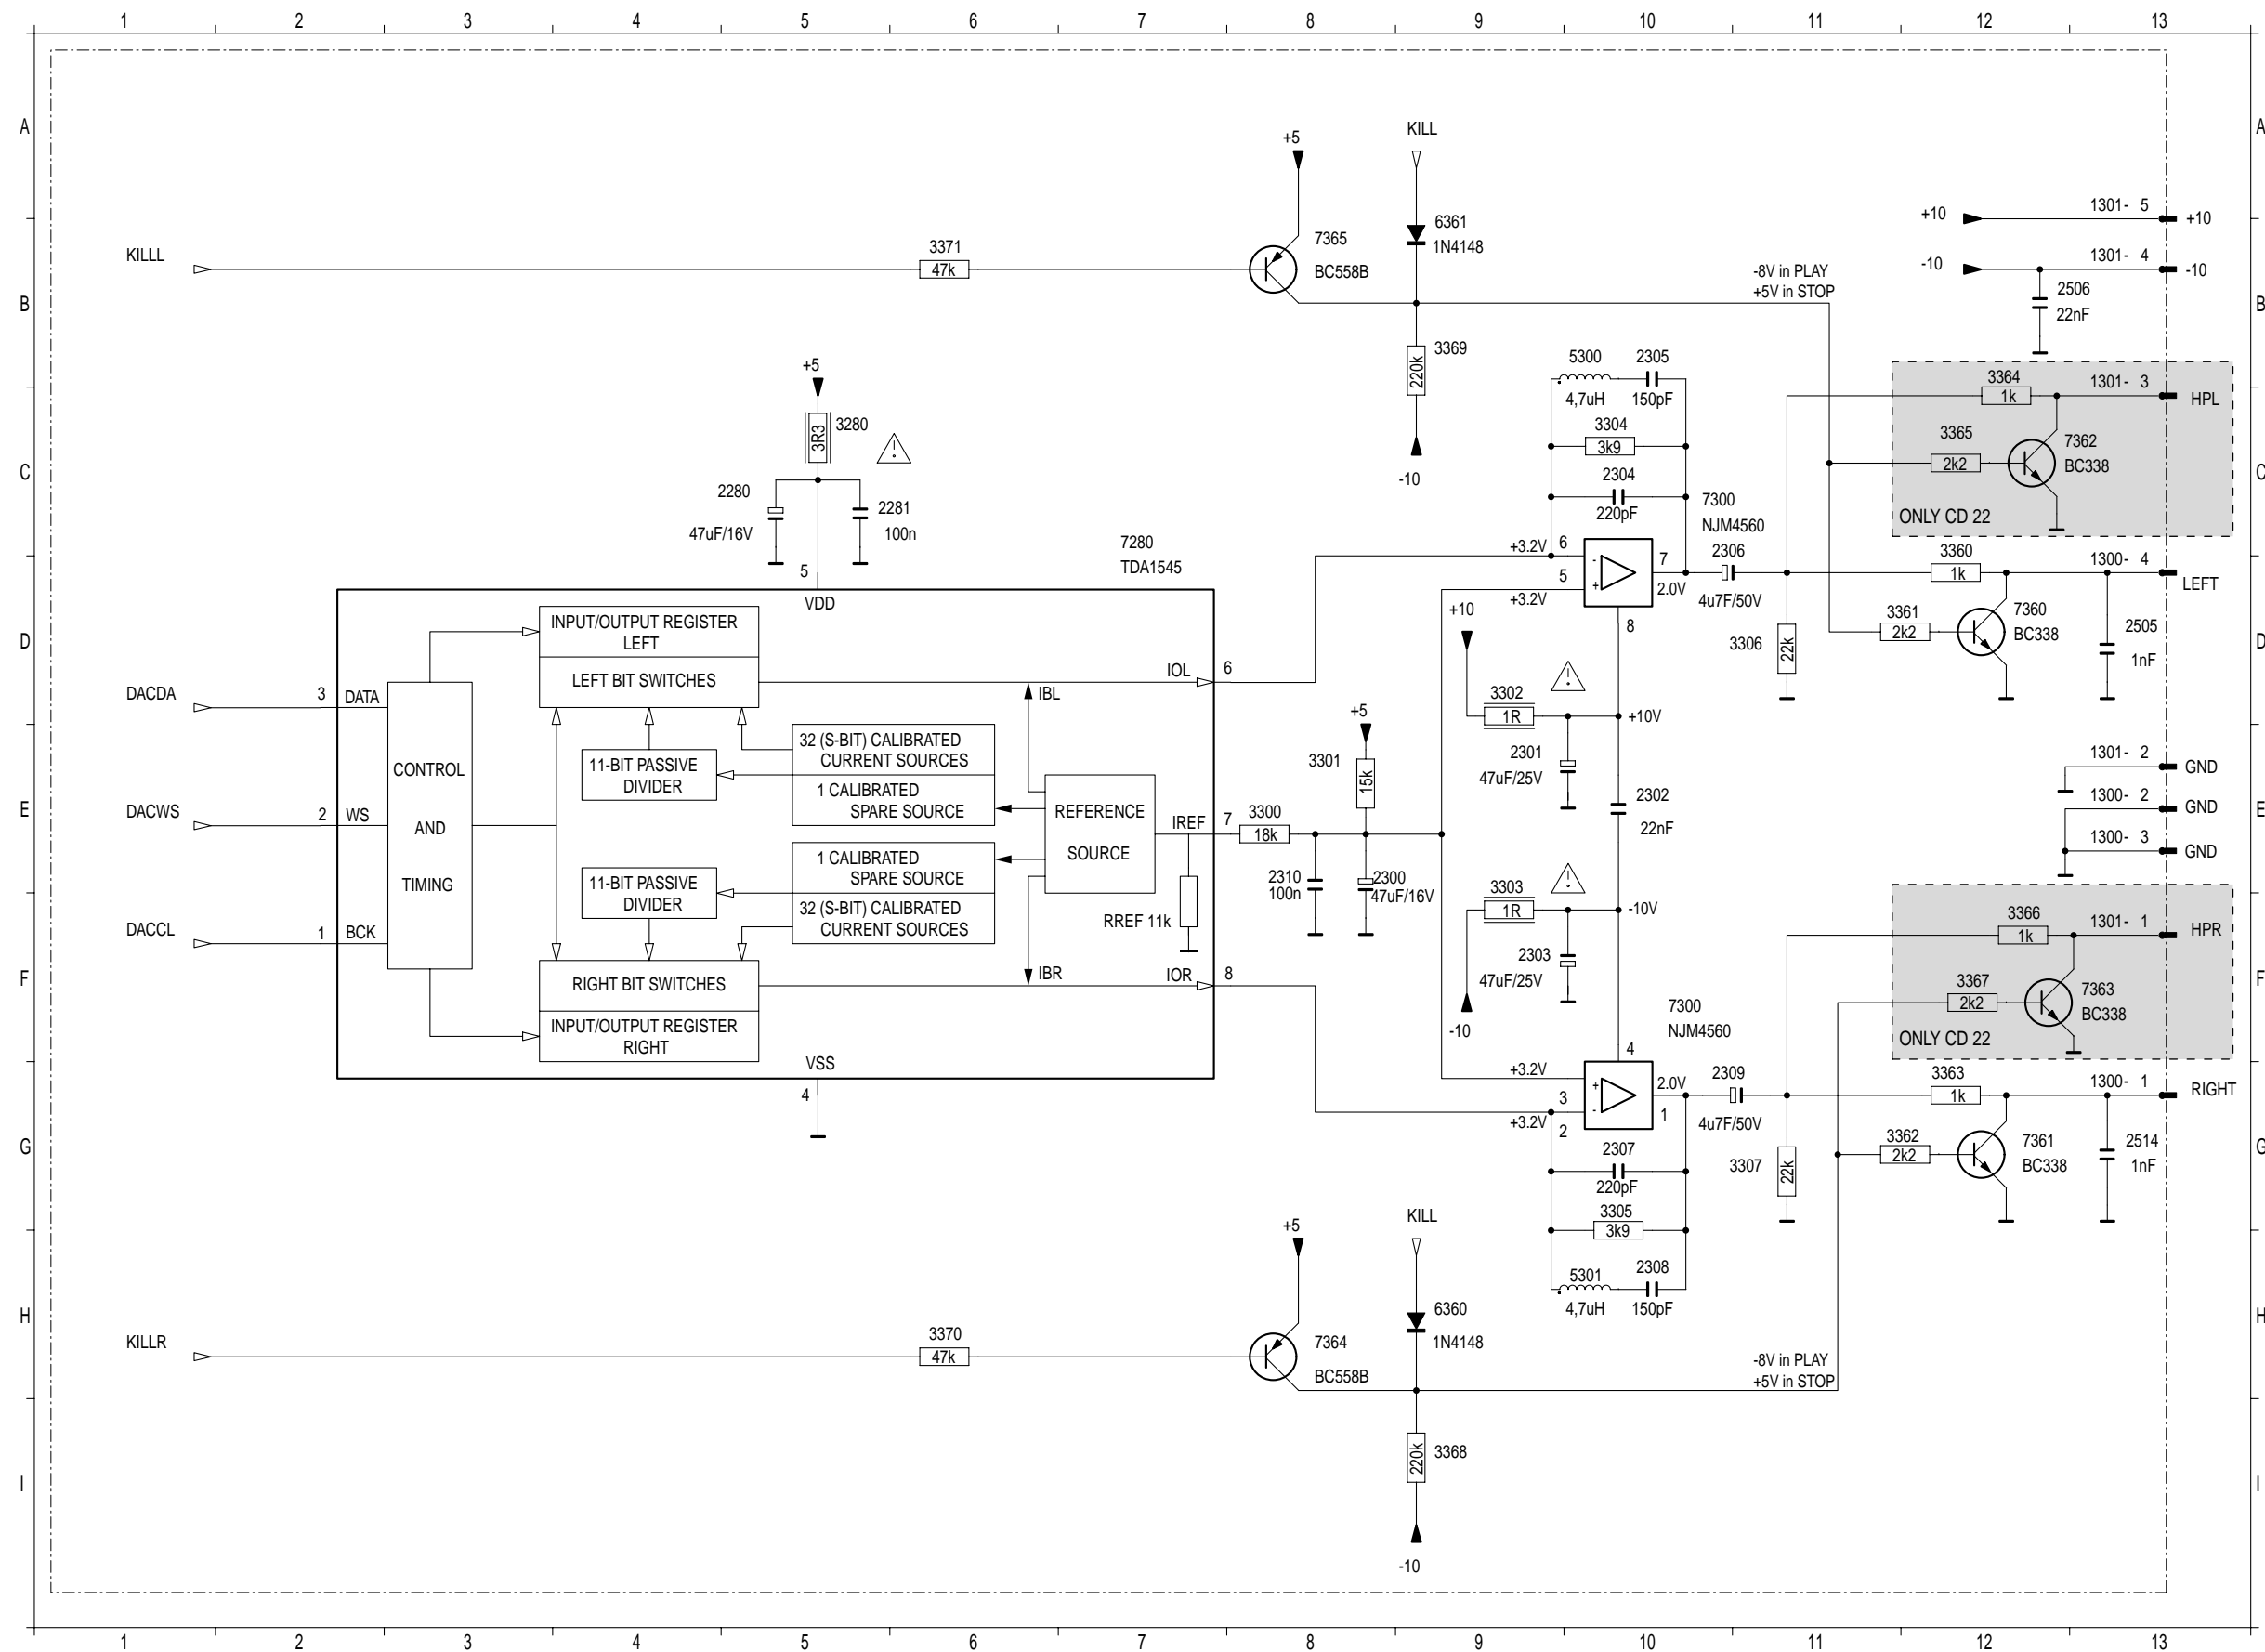 1 2 3 4 5 6 7 8 9 10 11 12 13
A A
+5
KILL
KILLL
3371
47k
7365
BC558B
6361
1N4148
-8V in PLAY
+5V in STOP
+10
1301- 5
+10
-10
1301- 4
-10
2506
22nF
B B
3369
220k
-10
5300
4,7uH
2305
150pF
3304
3k9
2304
220pF
+5
3R3
3280
2280
47uF/16V
2281
100n
3364
1k
1301- 3
HPL
3365
2k2
7362
BC338
ONLY CD 22
C C
7280
TDA1545
5
VDD
+3.2V
6
-
5
+
+3.2V
7
2.0V
8
7300
NJM4560
2306
4u7F/50V
3360
1k
1300- 4
LEFT
3306
22k
3361
2k2
7360
BC338
2505
1nF
D D
INPUT/OUTPUT REGISTER
LEFT
LEFT BIT SWITCHES
IOL
6
IBL
DACDA
3
DATA
+10
3302
1R
+10V
2301
47uF/25V
32 (S-BIT) CALIBRATED
CURRENT SOURCES
11-BIT PASSIVE
DIVIDER
1 CALIBRATED
SPARE SOURCE
CONTROL
AND
TIMING
DACWS
2
WS
REFERENCE
SOURCE
IREF
7
3300
18k
+5
3301
15k
2302
22nF
1301- 2
GND
1300- 2
GND
1300- 3
GND
E E
1 CALIBRATED
SPARE SOURCE
11-BIT PASSIVE
DIVIDER
32 (S-BIT) CALIBRATED
CURRENT SOURCES
RREF 11k
2310
100n
2300
47uF/16V
3303
1R
-10V
2303
47uF/25V
-10
DACCL
1
BCK
RIGHT BIT SWITCHES
INPUT/OUTPUT REGISTER
RIGHT
IBR
IOR
8
3366
1k
1301- 1
HPR
3367
2k2
7363
BC338
ONLY CD 22
F F
VSS
4
7300
NJM4560
4
+3.2V
+
3
-
+3.2V
2
2.0V
1
2309
4u7F/50V
3363
1k
1300- 1
RIGHT
3307
22k
3362
2k2
7361
BC338
2514
1nF
G G
2307
220pF
3305
3k9
5301
4,7uH
2308
150pF
+5
KILL
6360
1N4148
KILLR
3370
47k
7364
BC558B
-8V in PLAY
+5V in STOP
H H
220k
3368
-10
I I
1 2 3 4 5 6 7 8 9 10 11 12 13